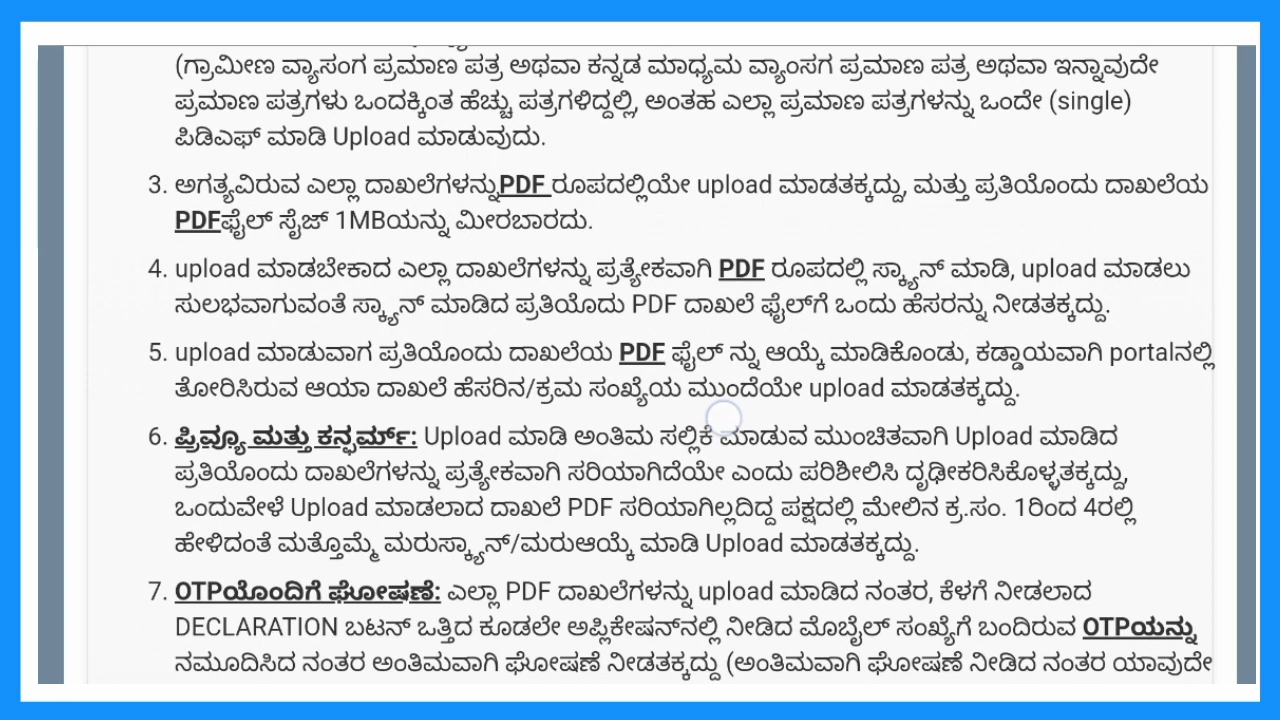 (ಗ್ರಾಮೀಣ ವ್ಯಾಸಂಗ ಪ್ರಮಾಣ ಪತ್ರ ಅಥವಾ ಕನ್ನಡ ಮಾಧ್ಯಮ ವ್ಯಾಂಸಗ ಪ್ರಮಾಣ ಪತ್ರ ಅಥವಾ ಇನ್ನಾವುದೇ
ಪ್ರಮಾಣ ಪತ್ರಗಳು ಒಂದಕ್ಕಿಂತ ಹೆಚ್ಚು ಪತ್ರಗಳಿದ್ದಲ್ಲಿ, ಅಂತಹ ಎಲ್ಲಾ ಪ್ರಮಾಣ ಪತ್ರಗಳನ್ನು ಒಂದೇ (single)
ಪಿಡಿಎಫ್ ಮಾಡಿ Upload ಮಾಡುವುದು.
3. ಅಗತ್ಯವಿರುವ ಎಲ್ಲಾ ದಾಖಲೆಗಳನ್ನುPDF ರೂಪದಲ್ಲಿಯೇ upload ಮಾಡತಕ್ಕದ್ದು, ಮತ್ತು ಪ್ರತಿಯೊಂದು ದಾಖಲೆಯ
PDFಫೈಲ್ ಸೈಜ್ 1MBಯನ್ನು ಮೀರಬಾರದು.
4. upload ಮಾಡಬೇಕಾದ ಎಲ್ಲಾ ದಾಖಲೆಗಳನ್ನು ಪ್ರತ್ಯೇಕವಾಗಿ PDF ರೂಪದಲ್ಲಿ ಸ್ಕ್ಯಾನ್ ಮಾಡಿ, upload ಮಾಡಲು
ಸುಲಭವಾಗುವಂತೆ ಸ್ಕ್ಯಾನ್ ಮಾಡಿದ ಪ್ರತಿಯೊದು PDF ದಾಖಲೆ ಫೈಲ್‌ಗೆ ಒಂದು ಹೆಸರನ್ನು ನೀಡತಕ್ಕದ್ದು.
5. upload ಮಾಡುವಾಗ ಪ್ರತಿಯೊಂದು ದಾಖಲೆಯ PDF ಫೈಲ್ ನ್ನು ಆಯ್ಕೆ ಮಾಡಿಕೊಂಡು, ಕಡ್ಡಾಯವಾಗಿ portalನಲ್ಲಿ
ತೋರಿಸಿರುವ ಆಯಾ ದಾಖಲೆ ಹೆಸರಿನ/ಕ್ರಮ ಸಂಖ್ಯೆಯ ಮುಂದೆಯೇ upload ಮಾಡತಕ್ಕದ್ದು.
6. ಪ್ರಿವ್ಯೂ ಮತ್ತು ಕನ್ಫರ್ಮ್: Upload ಮಾಡಿ ಅಂತಿಮ ಸಲ್ಲಿಕೆ ಮಾಡುವ ಮುಂಚಿತವಾಗಿ Upload ಮಾಡಿದ
ಪ್ರತಿಯೊಂದು ದಾಖಲೆಗಳನ್ನು ಪ್ರತ್ಯೇಕವಾಗಿ ಸರಿಯಾಗಿದೆಯೇ ಎಂದು ಪರಿಶೀಲಿಸಿ ದೃಢೀಕರಿಸಿಕೊಳ್ಳತಕ್ಕದ್ದು,
ಒಂದುವೇಳೆ Upload ಮಾಡಲಾದ ದಾಖಲೆ PDF ಸರಿಯಾಗಿಲ್ಲದಿದ್ದ ಪಕ್ಷದಲ್ಲಿ ಮೇಲಿನ ಕ್ರ.ಸಂ. 1ರಿಂದ 4ರಲ್ಲಿ
ಹೇಳಿದಂತೆ ಮತ್ತೊಮ್ಮೆ ಮರುಸ್ಕ್ಯಾನ್/ಮರುಆಯ್ಕೆ ಮಾಡಿ Upload ಮಾಡತಕ್ಕದ್ದು.
7. OTPಯೊಂದಿಗೆ ಘೋಷಣೆ: ಎಲ್ಲಾ PDF ದಾಖಲೆಗಳನ್ನು upload ಮಾಡಿದ ನಂತರ, ಕೆಳಗೆ ನೀಡಲಾದ
DECLARATION ಬಟನ್ ಒತ್ತಿದ ಕೂಡಲೇ ಅಪ್ಲಿಕೇಷನ್‌ನಲ್ಲಿ ನೀಡಿದ ಮೊಬೈಲ್ ಸಂಖ್ಯೆಗೆ ಬಂದಿರುವ OTPಯನ್ನು
ನಮೂದಿಸಿದ ನಂತರ ಅಂತಿಮವಾಗಿ ಘೋಷಣೆ ನೀಡತಕ್ಕದ್ದು (ಅಂತಿಮವಾಗಿ ಘೋಷಣೆ ನೀಡಿದ ನಂತರ ಯಾವುದೇ